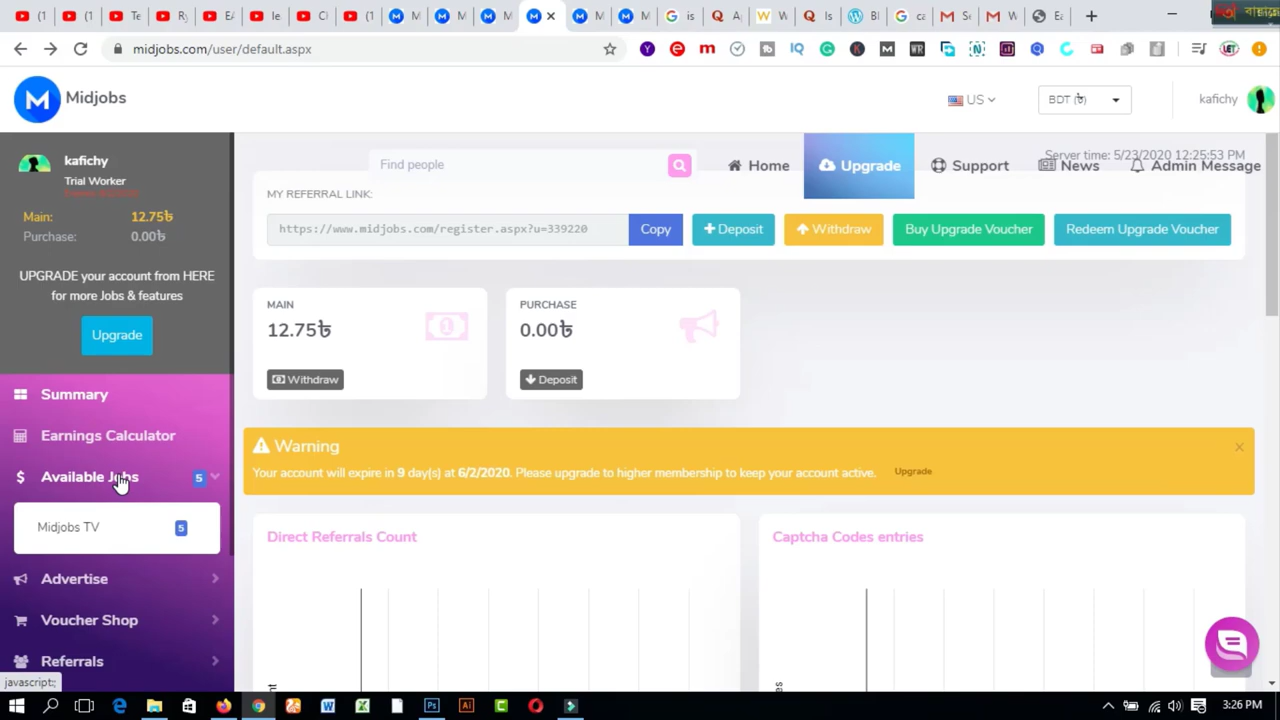 midjobs.com/user/default.aspx
Midjobs
US
BDT (৳)
kafichy
kafichy
Trial Worker
Main: 12.75৳
Purchase: 0.00৳
UPGRADE your account from HERE
for more Jobs & features
Upgrade
Summary
Earnings Calculator
Available Jobs 5
Midjobs TV 5
Advertise
Voucher Shop
Referrals
javascript:;
Find people
Home
Upgrade
Support
News
Admin Message
Server time: 5/23/2020 12:25:53 PM
MY REFERRAL LINK:
https://www.midjobs.com/register.aspx?u=339220
Copy
Deposit
Withdraw
Buy Upgrade Voucher
Redeem Upgrade Voucher
MAIN
12.75৳
Withdraw
PURCHASE
0.00৳
Deposit
Warning
Your account will expire in 9 day(s) at 6/2/2020. Please upgrade to higher membership to keep your account active. Upgrade
Direct Referrals Count
Captcha Codes entries
3:26 PM